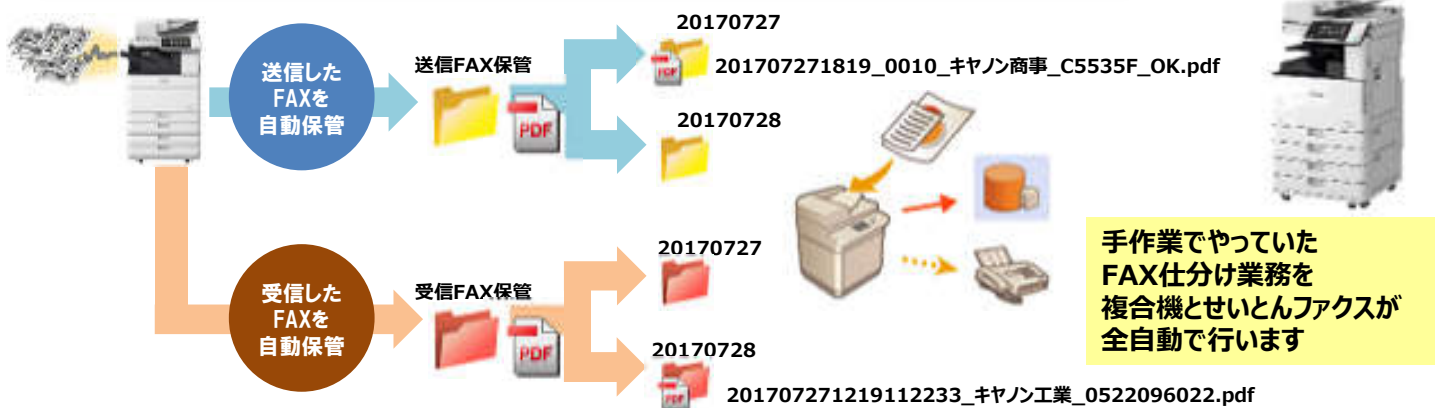 送信した
FAXを
自動保管
送信FAX保管
PDF
20170727
PDF
201707271819_0010_キヤノン商事_C5535F_OK.pdf
20170728
受信した
FAXを
自動保管
受信FAX保管
PDF
20170727
20170728
PDF
201707271219112233_キヤノン工業_0522096022.pdf
手作業でやっていた
FAX仕分け業務を
複合機とせいとんファクスが
全自動で行います